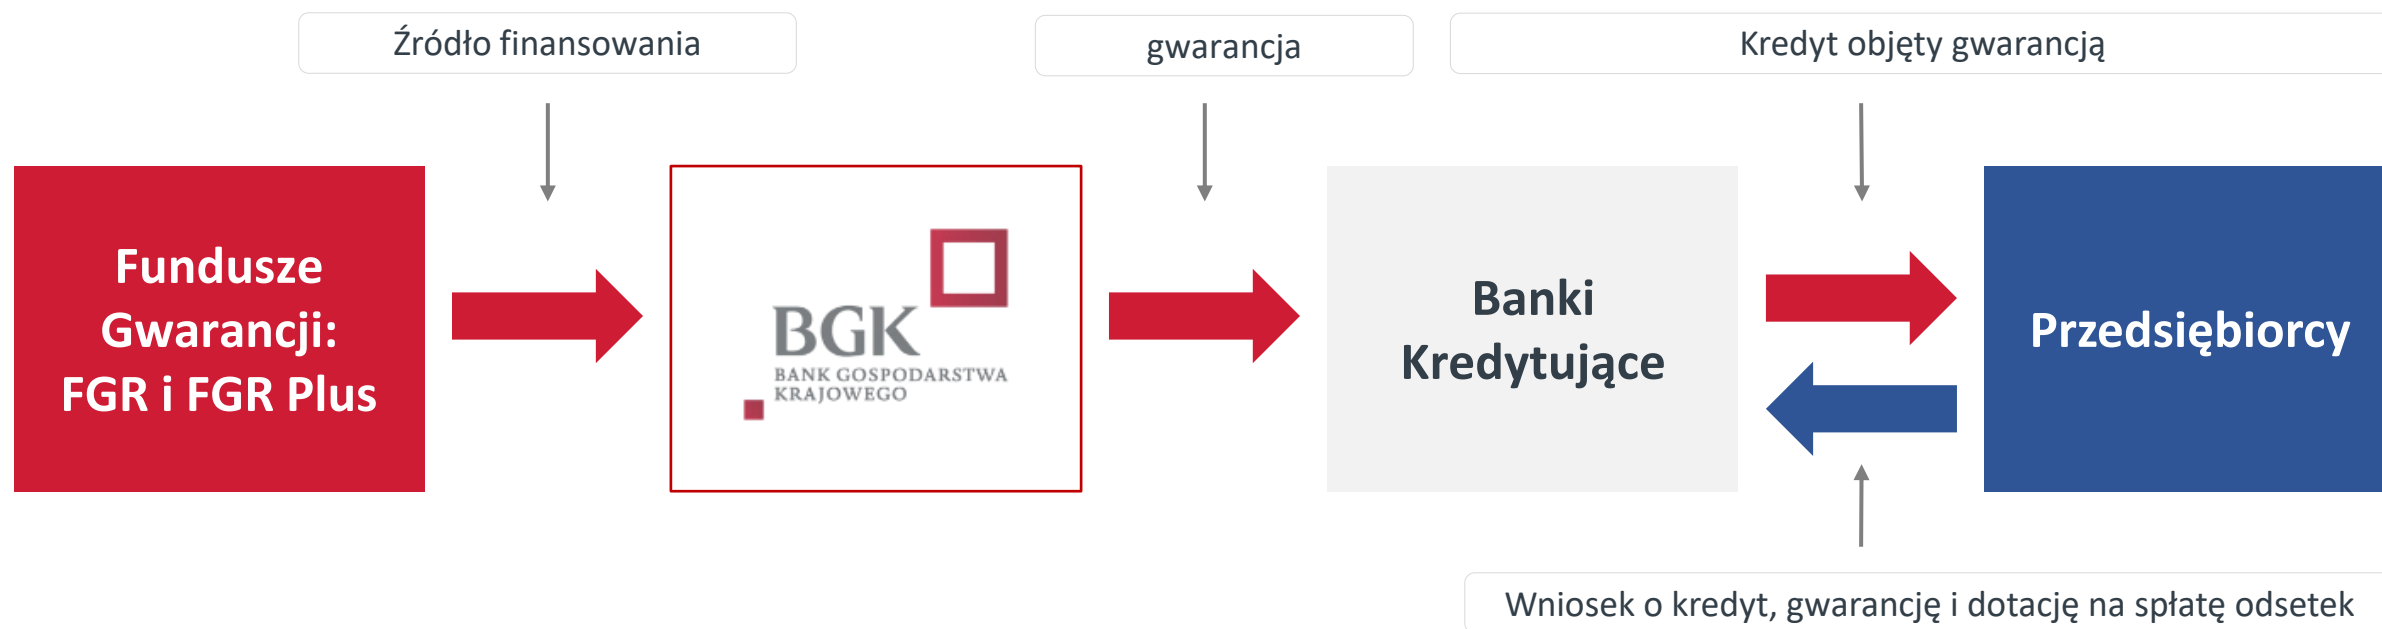 Źródło finansowania
gwarancja
Kredyt objęty gwarancją
Fundusze
Gwarancji:
FGR i FGR Plus
BGK
BANK GOSPODARSTWA
KRAJOWEGO
Banki
Kredytujące
Przedsiębiorcy
Wniosek o kredyt, gwarancję i dotację na spłatę odsetek